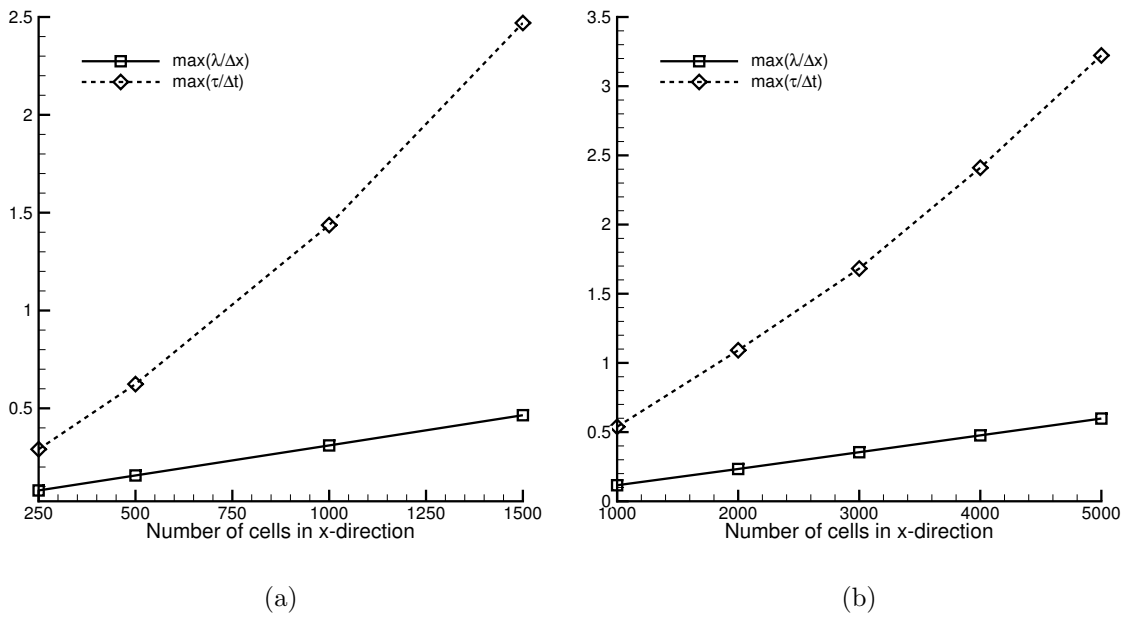 2.5
2
1.5
1
0.5
max(λ/Δx)
max(τ/Δt)
250 500 750 1000 1250 1500
Number of cells in x-direction
(a)
3.5
3
2.5
2
1.5
1
0.5
0
max(λ/Δx)
max(τ/Δt)
1000 2000 3000 4000 5000
Number of cells in x-direction
(b)